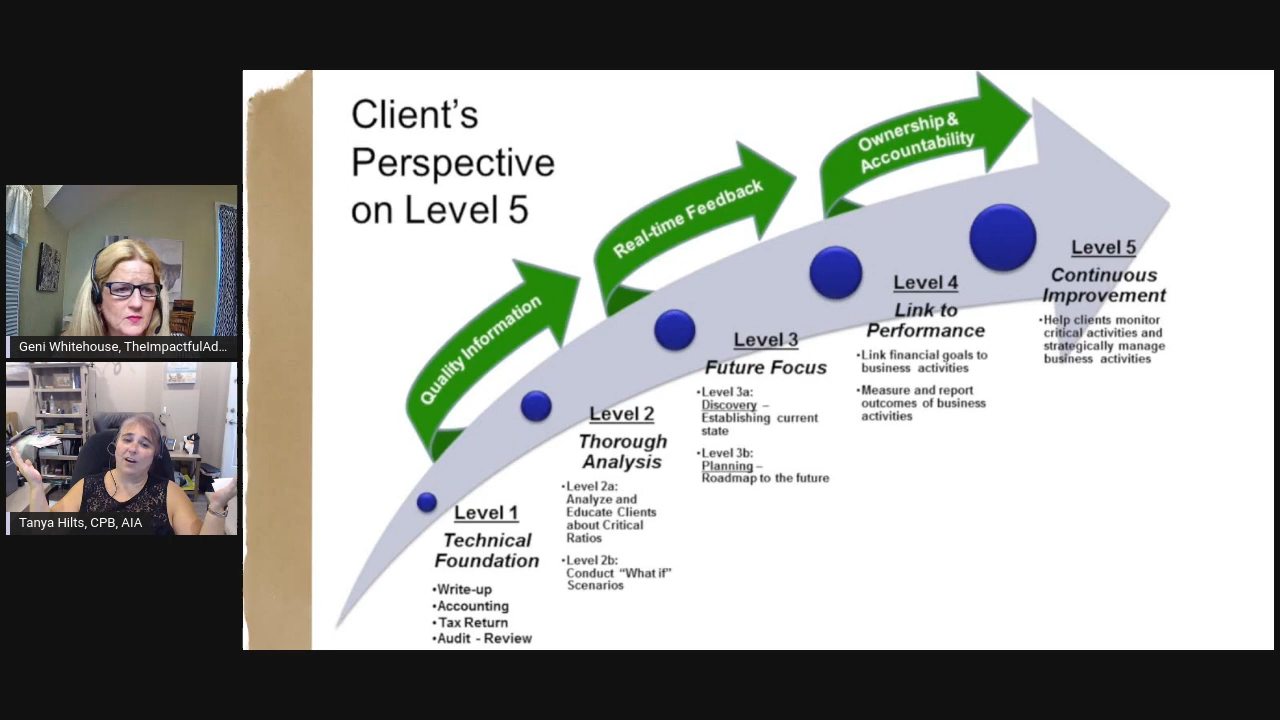 Client's
Perspective
on Level 5
Quality Information
Real-time Feedback
Ownership &
Accountability
Level 1
Technical
Foundation
•Write-up
•Accounting
•Tax Return
•Audit - Review
Level 2
Thorough
Analysis
•Level 2a:
Analyze and
Educate Clients
about Critical
Ratios
•Level 2b:
Conduct “What if”
Scenarios
Level 3
Future Focus
•Level 3a:
Discovery –
Establishing current
state
•Level 3b:
Planning –
Roadmap to the future
Level 4
Link to
Performance
•Link financial goals to
business activities
•Measure and report
outcomes of business
activities
Level 5
Continuous
Improvement
•Help clients monitor
critical activities and
strategically manage
business activities
Geni Whitehouse, TheImpactfulAd...
Tanya Hilts, CPB, AIA